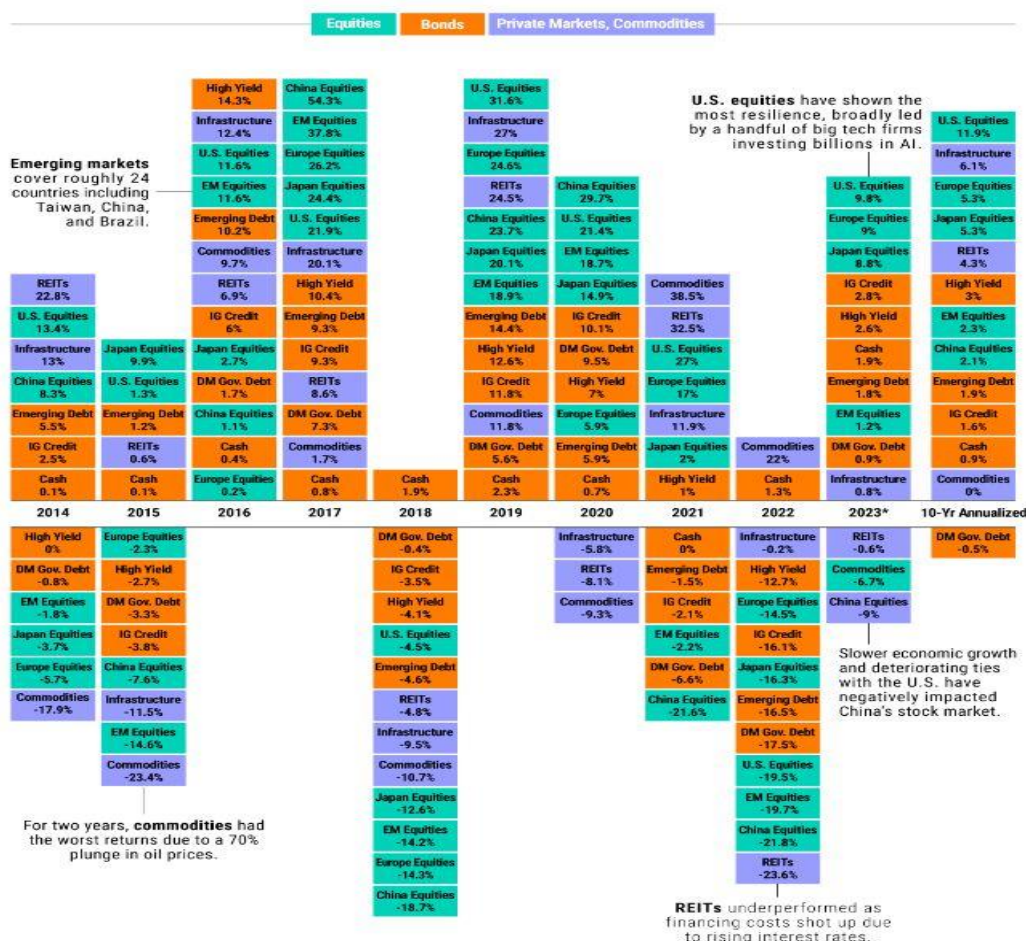 Equities
Bonds
Private Markets, Commodities
Emerging markets
cover roughly 24
countries including
Taiwan, China,
and Brazil.
U.S. equities have shown the
most resilience, broadly led
by a handful of big tech firms
investing billions in AI.
REITs
22.8%
U.S. Equities
13.4%
Infrastructure
13%
China Equities
8.3%
Emerging Debt
5.5%
IG Credit
2.5%
Cash
0.1%
2014
High Yield
0%
DM Gov. Debt
-0.8%
EM Equities
-1.8%
Japan Equities
-3.7%
Europe Equities
-5.7%
Commodities
-17.9%
Japan Equities
9.9%
U.S. Equities
1.3%
Emerging Debt
1.2%
REITs
0.6%
Cash
0.1%
2015
Europe Equities
-2.3%
High Yield
-2.7%
DM Gov. Debt
-3.3%
IG Credit
-3.8%
China Equities
-7.6%
Infrastructure
-11.5%
EM Equities
-14.6%
Commodities
-23.4%
For two years, commodities had
the worst returns due to a 70%
plunge in oil prices.
High Yield
14.3%
Infrastructure
12.4%
U.S. Equities
11.6%
EM Equities
11.6%
Emerging Debt
10.2%
Commodities
9.7%
REITs
6.9%
IG Credit
6%
Japan Equities
2.7%
DM Gov. Debt
1.7%
China Equities
1.1%
Cash
0.4%
Europe Equities
0.2%
2016
China Equities
54.3%
EM Equities
37.8%
Europe Equities
26.2%
Japan Equities
24.4%
U.S. Equities
21.9%
Infrastructure
20.1%
High Yield
10.4%
Emerging Debt
9.3%
IG Credit
9.3%
REITs
8.6%
DM Gov. Debt
7.3%
Commodities
1.7%
Cash
0.8%
2017
Cash
1.9%
2018
DM Gov. Debt
-0.4%
IG Credit
-3.5%
High Yield
-4.1%
U.S. Equities
-4.5%
Emerging Debt
-4.6%
REITs
-4.8%
Infrastructure
-9.5%
Commodities
-10.7%
Japan Equities
-12.6%
EM Equities
-14.2%
Europe Equities
-14.3%
China Equities
-18.7%
U.S. Equities
31.6%
Infrastructure
27%
Europe Equities
24.6%
REITs
24.5%
China Equities
23.7%
Japan Equities
20.1%
EM Equities
18.9%
Emerging Debt
14.4%
High Yield
12.6%
IG Credit
11.8%
Commodities
11.8%
DM Gov. Debt
5.6%
Cash
2.3%
2019
China Equities
29.7%
U.S. Equities
21.4%
EM Equities
18.7%
Japan Equities
14.9%
IG Credit
10.1%
DM Gov. Debt
9.5%
High Yield
7%
Europe Equities
5.9%
Emerging Debt
5.9%
Cash
0.7%
2020
Infrastructure
-5.8%
REITs
-8.1%
Commodities
-9.3%
Commodities
38.5%
REITs
32.5%
U.S. Equities
27%
Europe Equities
17%
Infrastructure
11.9%
Japan Equities
2%
High Yield
1%
2021
Cash
0%
Emerging Debt
-1.5%
IG Credit
-2.1%
EM Equities
-2.2%
DM Gov. Debt
-6.6%
China Equities
-21.6%
Commodities
22%
Cash
1.3%
2022
Infrastructure
-0.2%
High Yield
-12.7%
Europe Equities
-14.5%
IG Credit
-16.1%
Japan Equities
-16.3%
Emerging Debt
-16.5%
DM Gov. Debt
-17.5%
U.S. Equities
-19.5%
EM Equities
-19.7%
China Equities
-21.8%
REITs
-23.6%
REITs underperformed as
financing costs shot up due
to rising interest rates.
U.S. Equities
9.8%
Europe Equities
9%
Japan Equities
8.8%
IG Credit
2.8%
High Yield
2.6%
Cash
1.9%
Emerging Debt
1.8%
EM Equities
1.2%
DM Gov. Debt
0.9%
Infrastructure
0.8%
2023*
REITs
-0.6%
Commodities
-6.7%
China Equities
-9%
Slower economic growth
and deteriorating ties
with the U.S. have
negatively impacted
China's stock market.
U.S. Equities
11.9%
Infrastructure
6.1%
Europe Equities
5.3%
Japan Equities
5.3%
REITs
4.3%
High Yield
3%
EM Equities
2.3%
China Equities
2.1%
Emerging Debt
1.9%
IG Credit
1.6%
Cash
0.9%
Commodities
0%
10-Yr Annualized
DM Gov. Debt
-0.5%